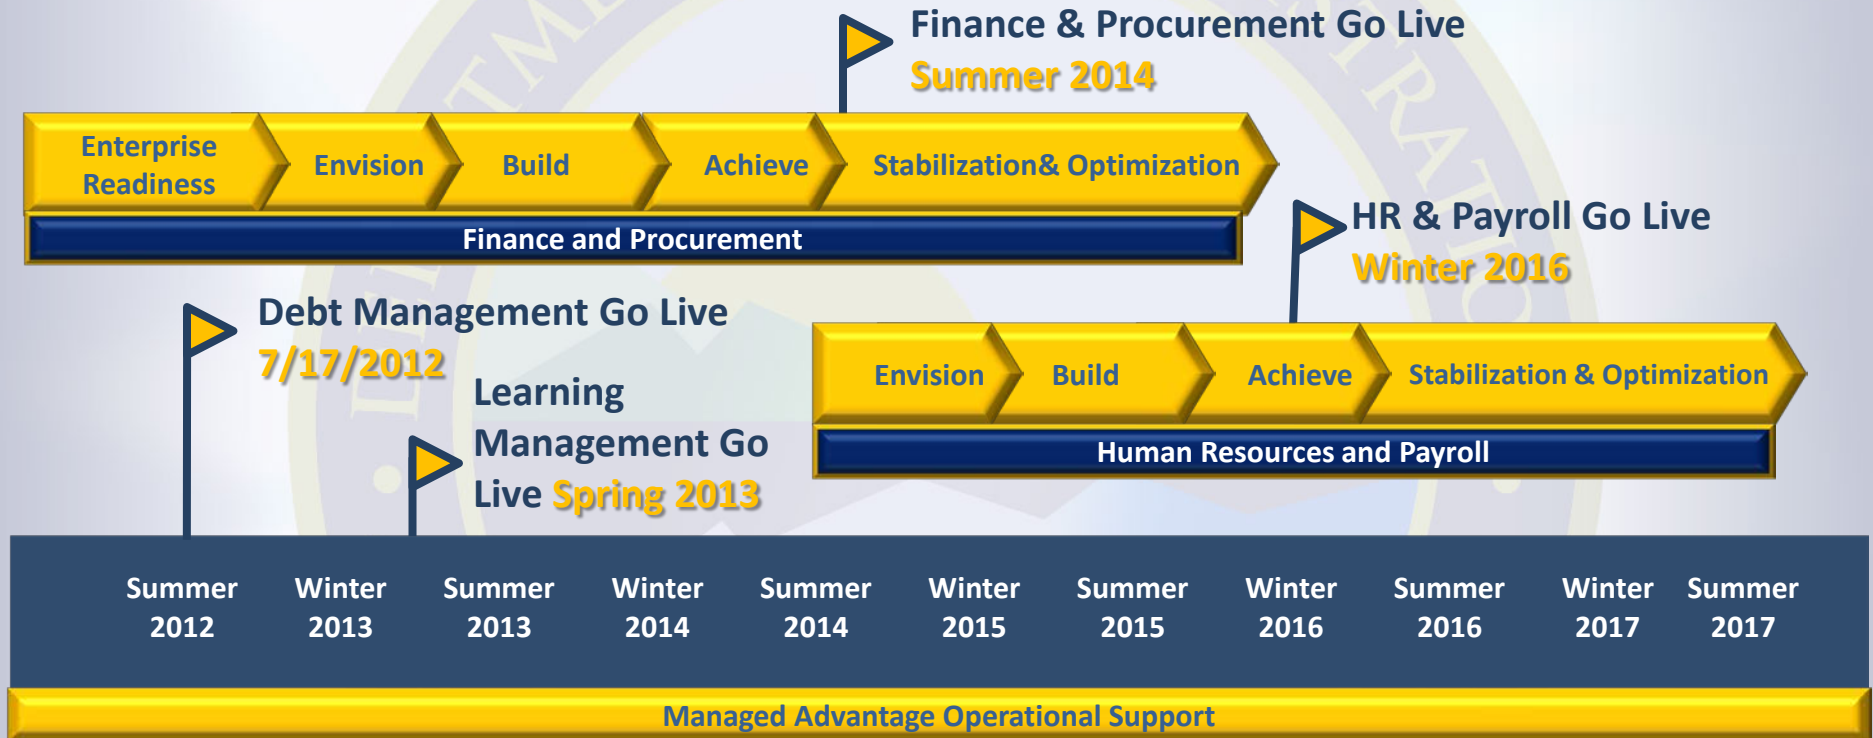 Finance & Procurement Go Live
Summer 2014
Enterprise
Readiness
Envision
Build
Achieve
Stabilization& Optimization
Finance and Procurement
HR & Payroll Go Live
Winter 2016
Debt Management Go Live
7/17/2012
Learning
Management Go
Live Spring 2013
Envision
Build
Achieve
Stabilization & Optimization
Human Resources and Payroll
Summer
2012
Winter
2013
Summer
2013
Winter
2014
Summer
2014
Winter
2015
Summer
2015
Winter
2016
Summer
2016
Winter
2017
Summer
2017
Managed Advantage Operational Support